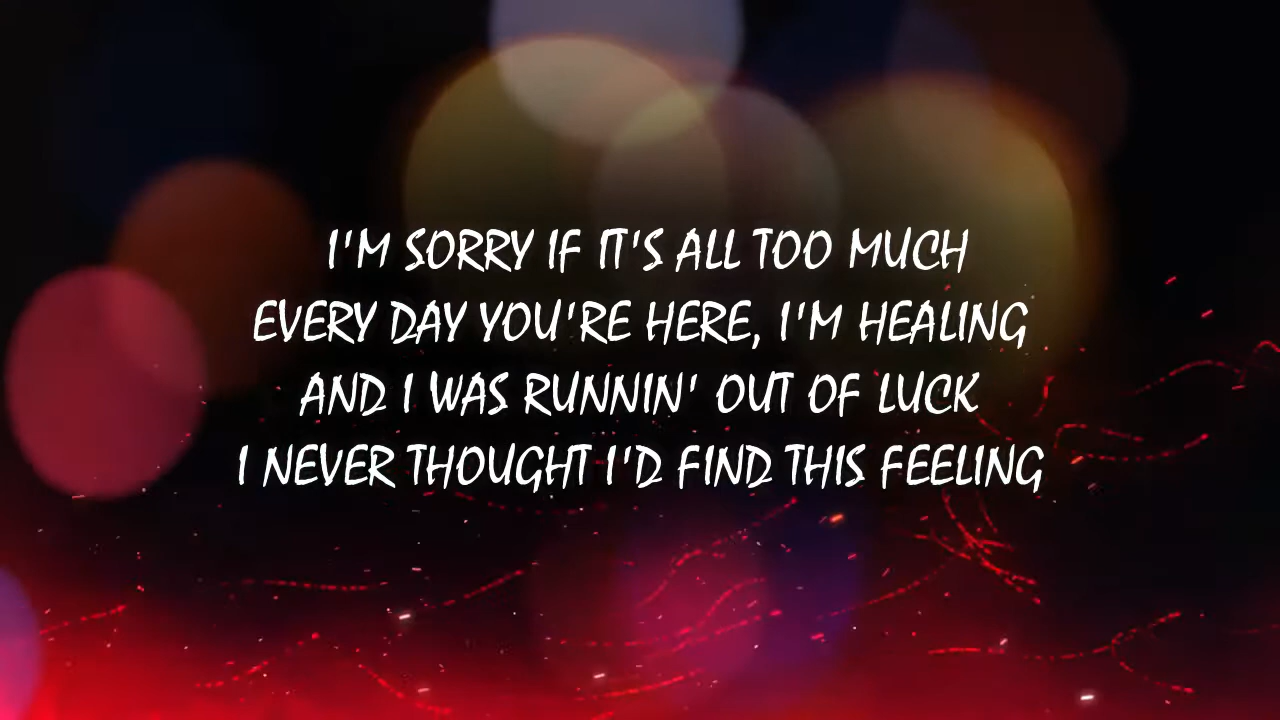 I'M SORRY IF IT'S ALL TOO MUCH
EVERY DAY YOU'RE HERE, I'M HEALING
AND I WAS RUNNIN' OUT OF LUCK
I NEVER THOUGHT I'D FIND THIS FEELING